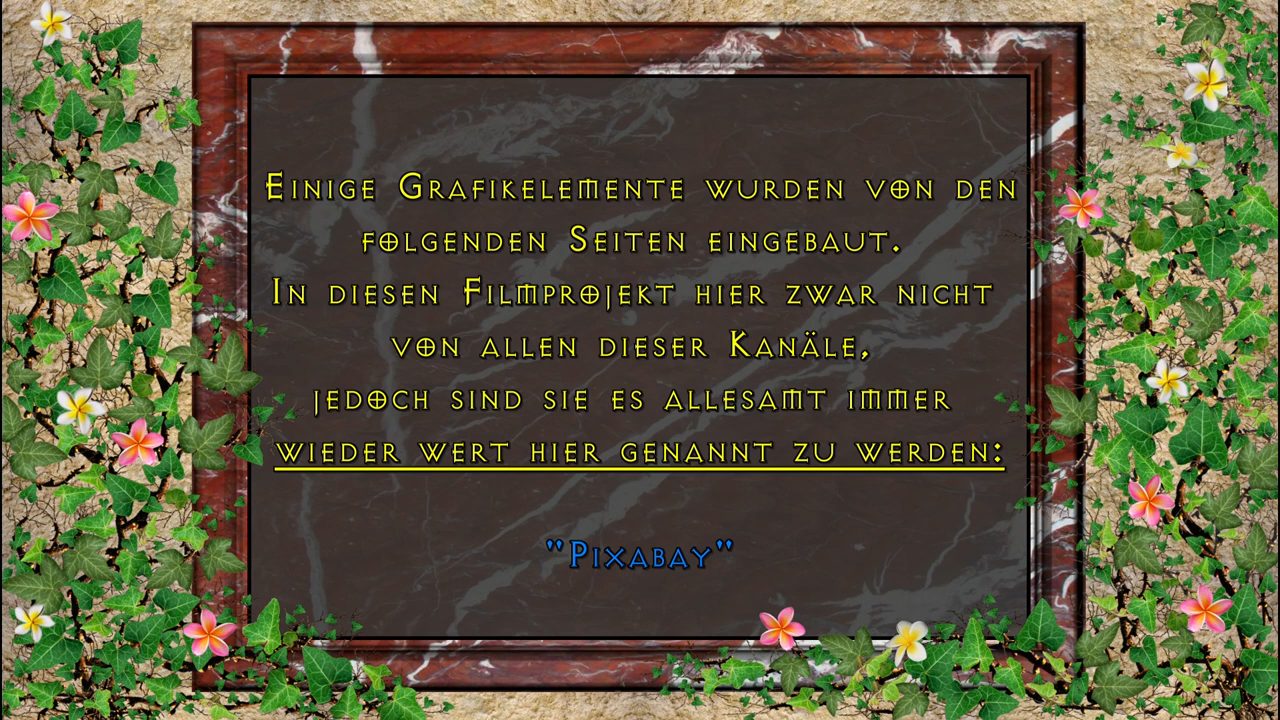 Einige Grafikelemente wurden von den
folgenden Seiten eingebaut.
In diesen Filmprojekt hier zwar nicht
von allen dieser Kanäle,
jedoch sind sie es allesamt immer
wieder wert hier genannt zu werden:
"Pixabay"